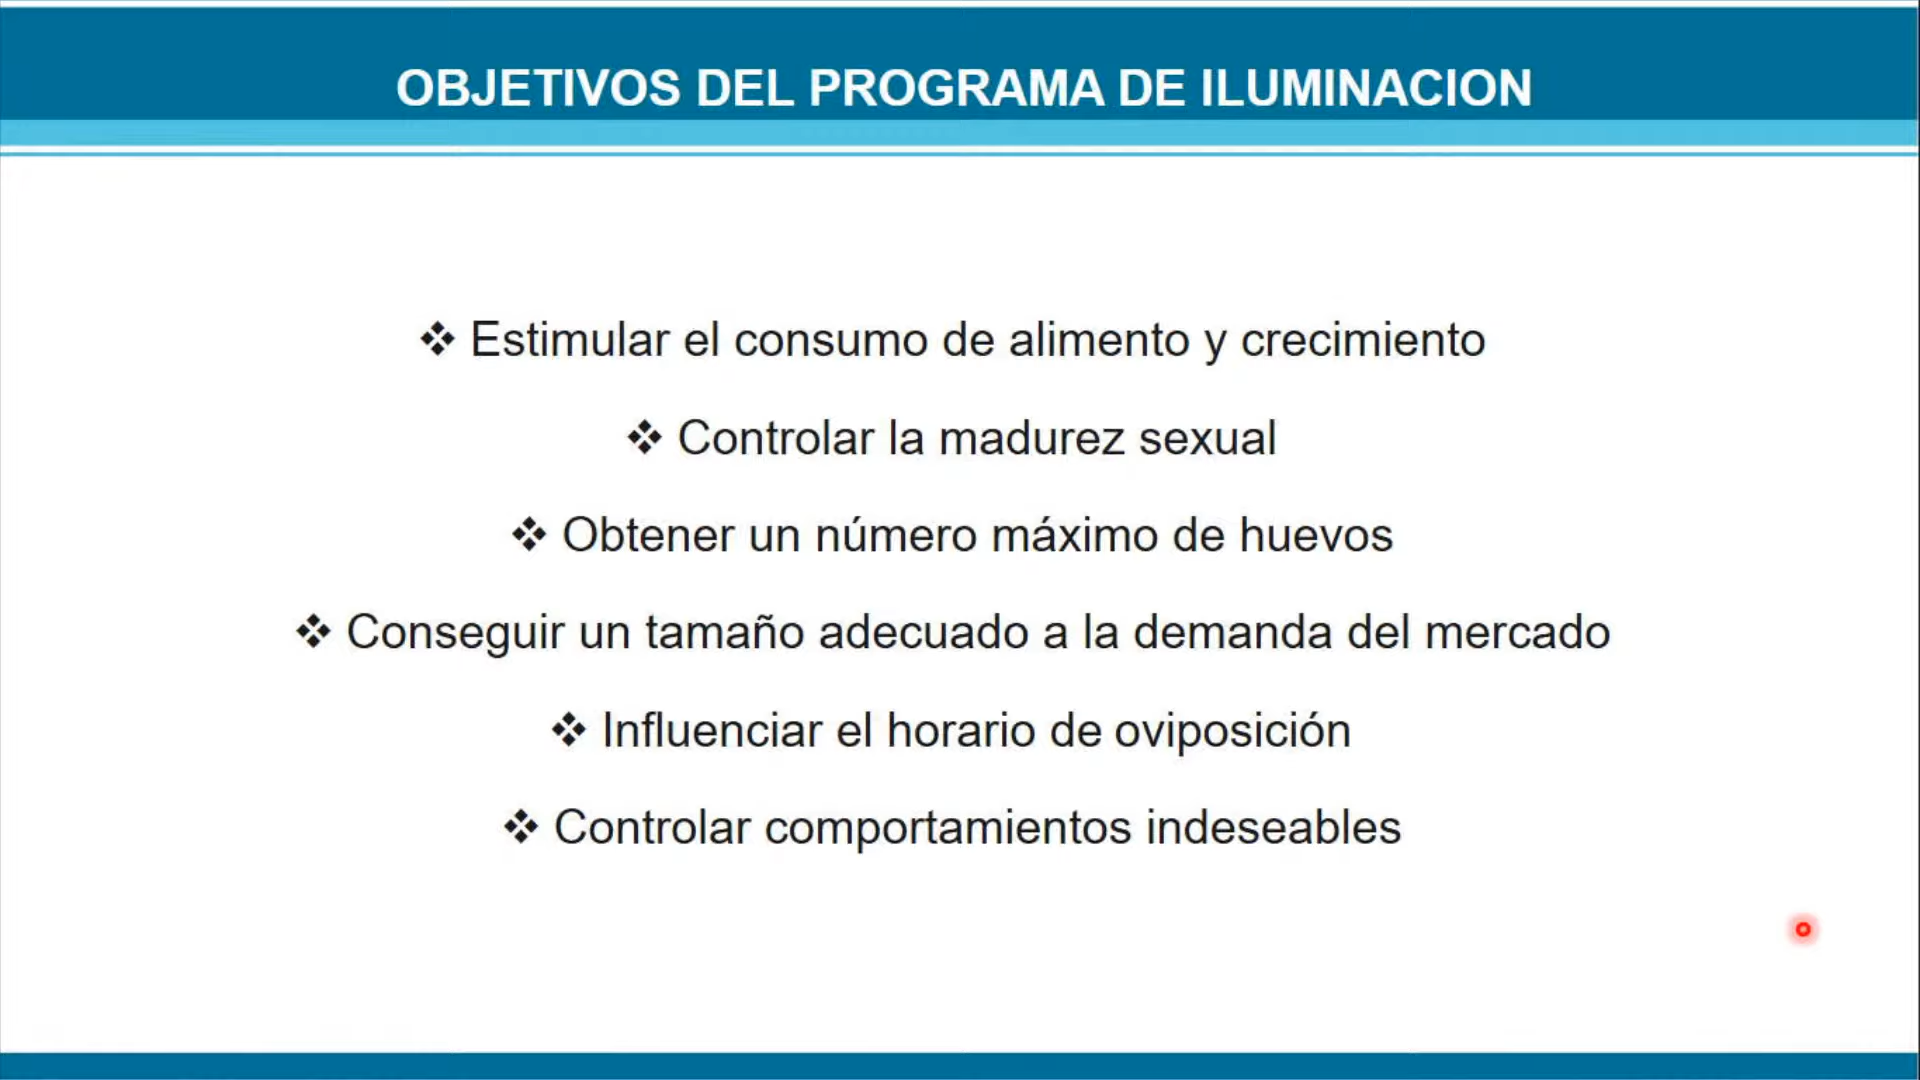 OBJETIVOS DEL PROGRAMA DE ILUMINACION
❖ Estimular el consumo de alimento y crecimiento
❖ Controlar la madurez sexual
❖ Obtener un número máximo de huevos
❖ Conseguir un tamaño adecuado a la demanda del mercado
❖ Influenciar el horario de oviposición
❖ Controlar comportamientos indeseables